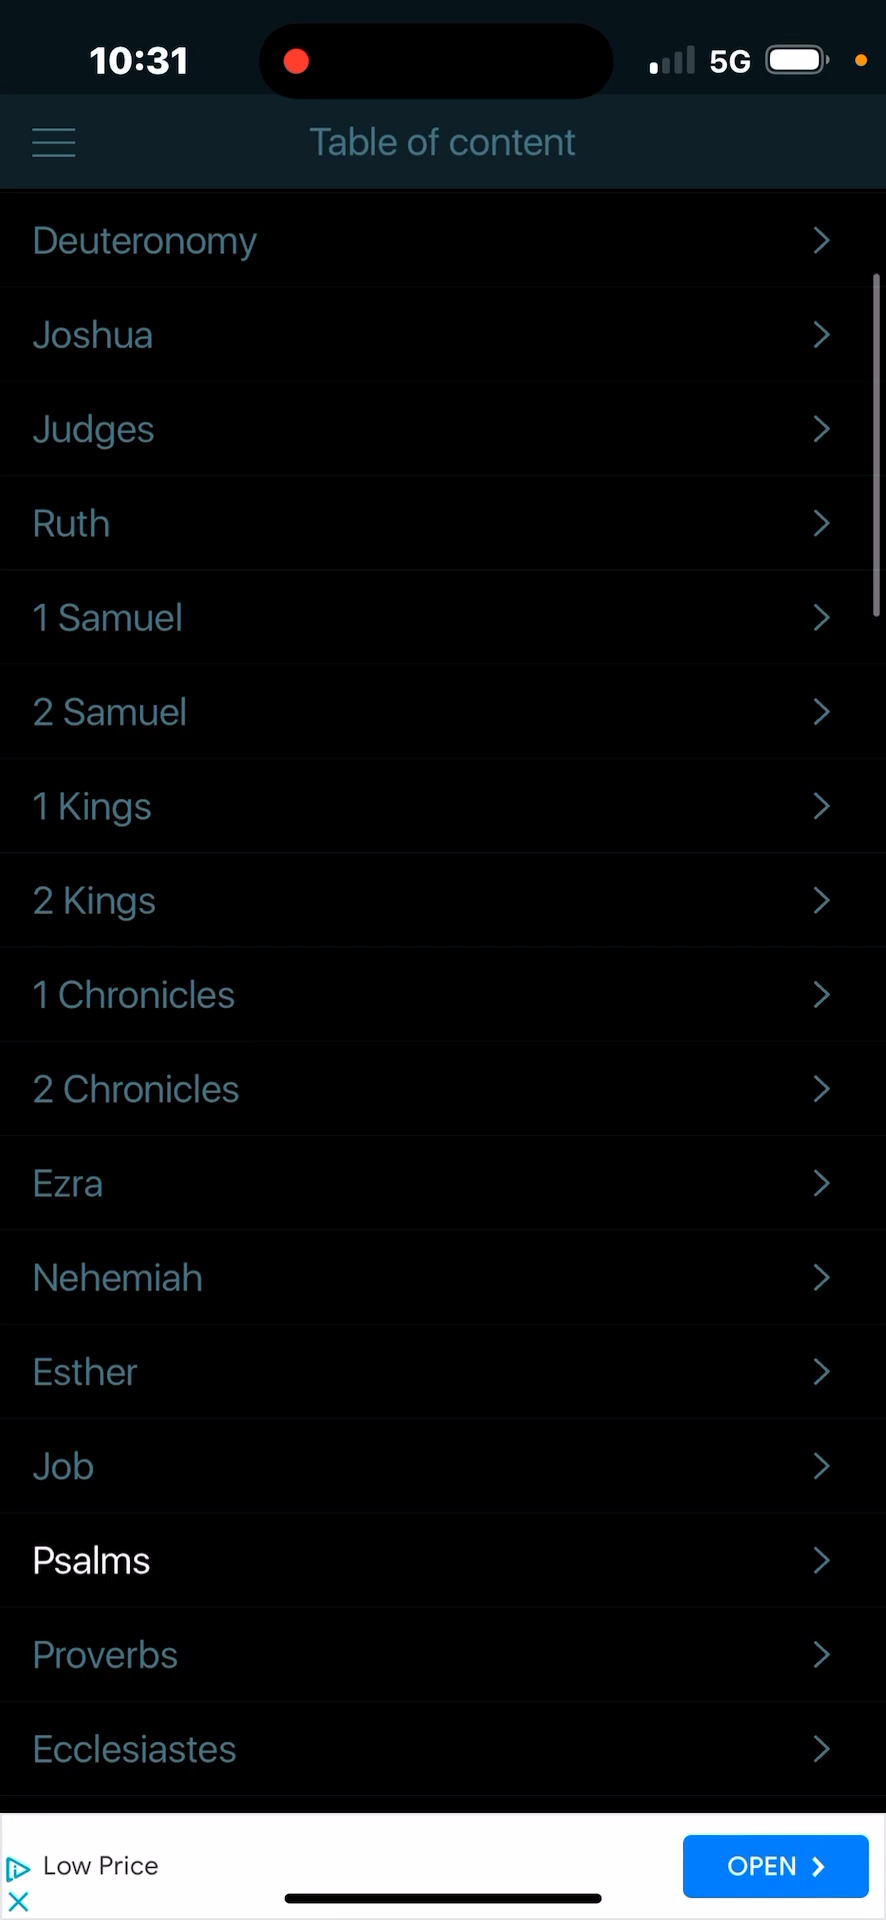 10:31
5G
Table of content
Deuteronomy
Joshua
Judges
Ruth
1 Samuel
2 Samuel
1 Kings
2 Kings
1 Chronicles
2 Chronicles
Ezra
Nehemiah
Esther
Job
Psalms
Proverbs
Ecclesiastes
Low Price
OPEN